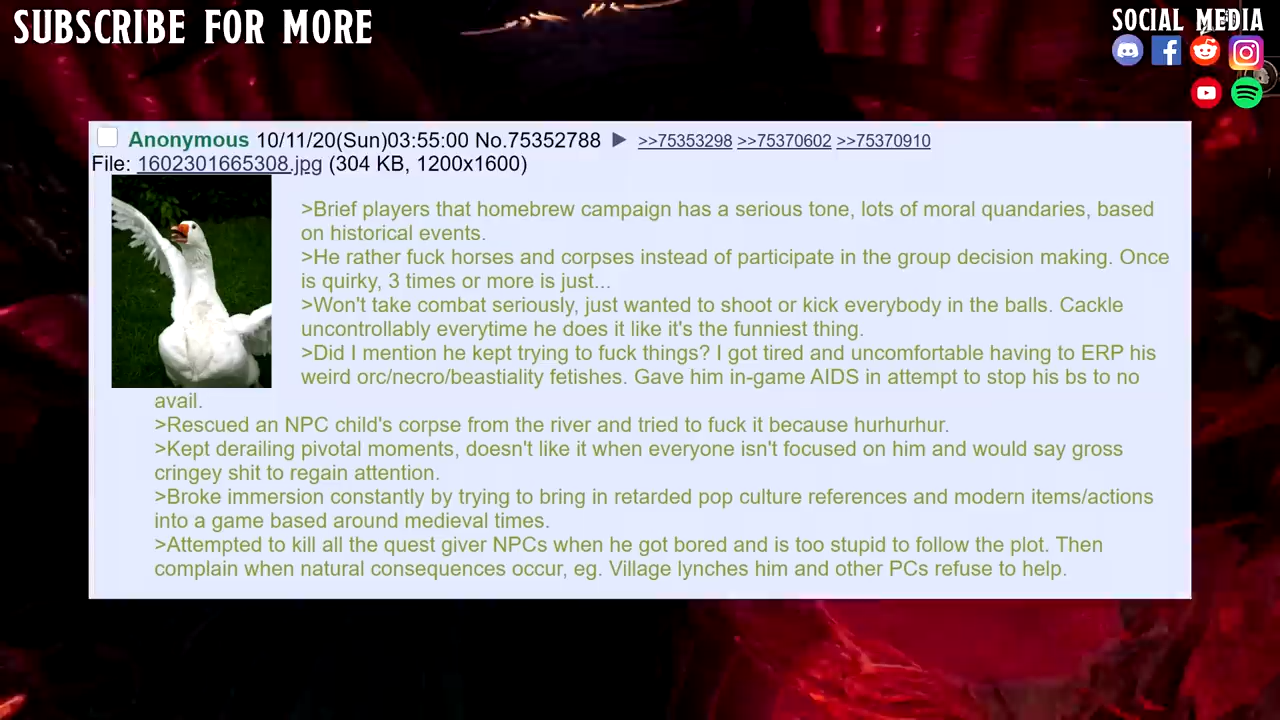 SUBSCRIBE FOR MORE
SOCIAL MEDIA
Anonymous 10/11/20(Sun)03:55:00 No.75352788 ▶ >>75353298 >>75370602 >>75370910
File: 1602301665308.jpg (304 KB, 1200x1600)
>Brief players that homebrew campaign has a serious tone, lots of moral quandaries, based
on historical events.
>He rather fuck horses and corpses instead of participate in the group decision making. Once
is quirky, 3 times or more is just...
>Won't take combat seriously, just wanted to shoot or kick everybody in the balls. Cackle
uncontrollably everytime he does it like it's the funniest thing.
>Did I mention he kept trying to fuck things? I got tired and uncomfortable having to ERP his
weird orc/necro/beastiality fetishes. Gave him in-game AIDS in attempt to stop his bs to no
avail.
>Rescued an NPC child's corpse from the river and tried to fuck it because hurhurhur.
>Kept derailing pivotal moments, doesn't like it when everyone isn't focused on him and would say gross
cringey shit to regain attention.
>Broke immersion constantly by trying to bring in retarded pop culture references and modern items/actions
into a game based around medieval times.
>Attempted to kill all the quest giver NPCs when he got bored and is too stupid to follow the plot. Then
complain when natural consequences occur, eg. Village lynches him and other PCs refuse to help.